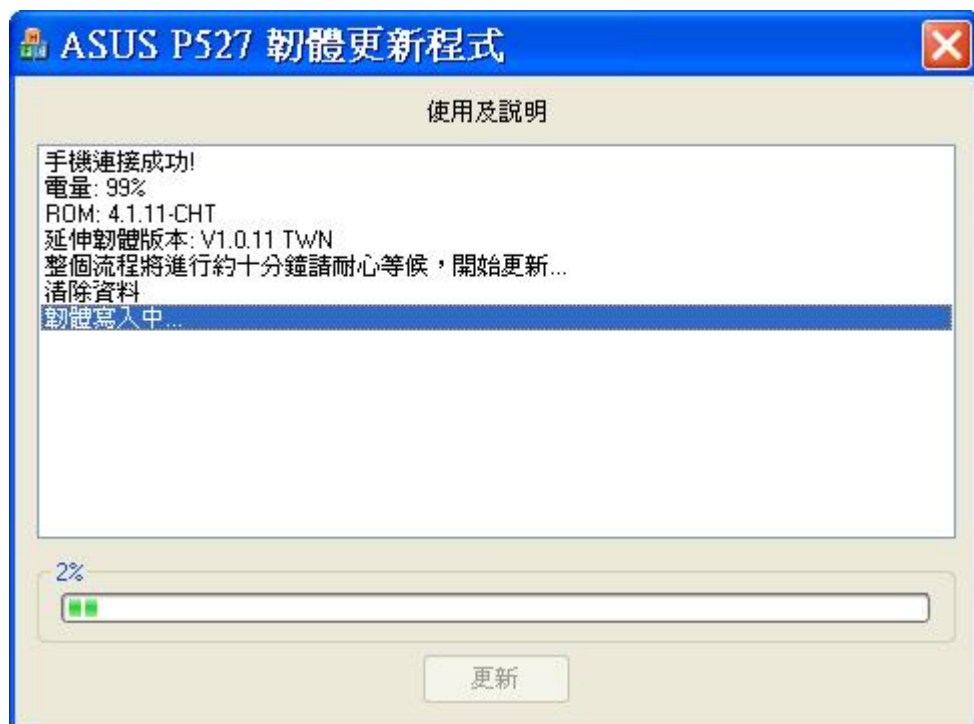 ASUS P527 韌體更新程式
使用及說明
手機連接成功!
電量: 99%
ROM: 4.1.11-CHT
延伸韌體版本: V1.0.11 TWN
整個流程將進行約十分鐘請耐心等候，開始更新...
清除資料
韌體寫入中...
2%
更新